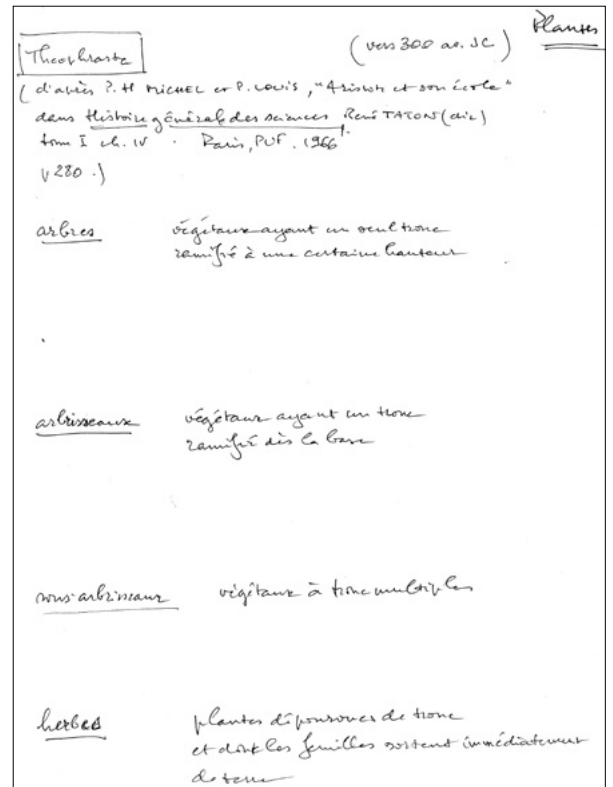 Plantes
Theophraste (vers 300 av. JC)
(d'après P. H MICHEL et P. LOUIS, "Aristote et son école"
dans Histoire générale des sciences René TATON (dir)
tome I ch. IV . Paris, PUF. 1966
p 280.)
arbres végétaux ayant un seul tronc
ramifié à une certaine hauteur
arbrisseaux végétaux ayant un tronc
ramifié dès la base
sous-arbrisseaux végétaux à tronc multiples
herbes plantes dépourvues de tronc
et dont les feuilles sortent immédiatement
de terre